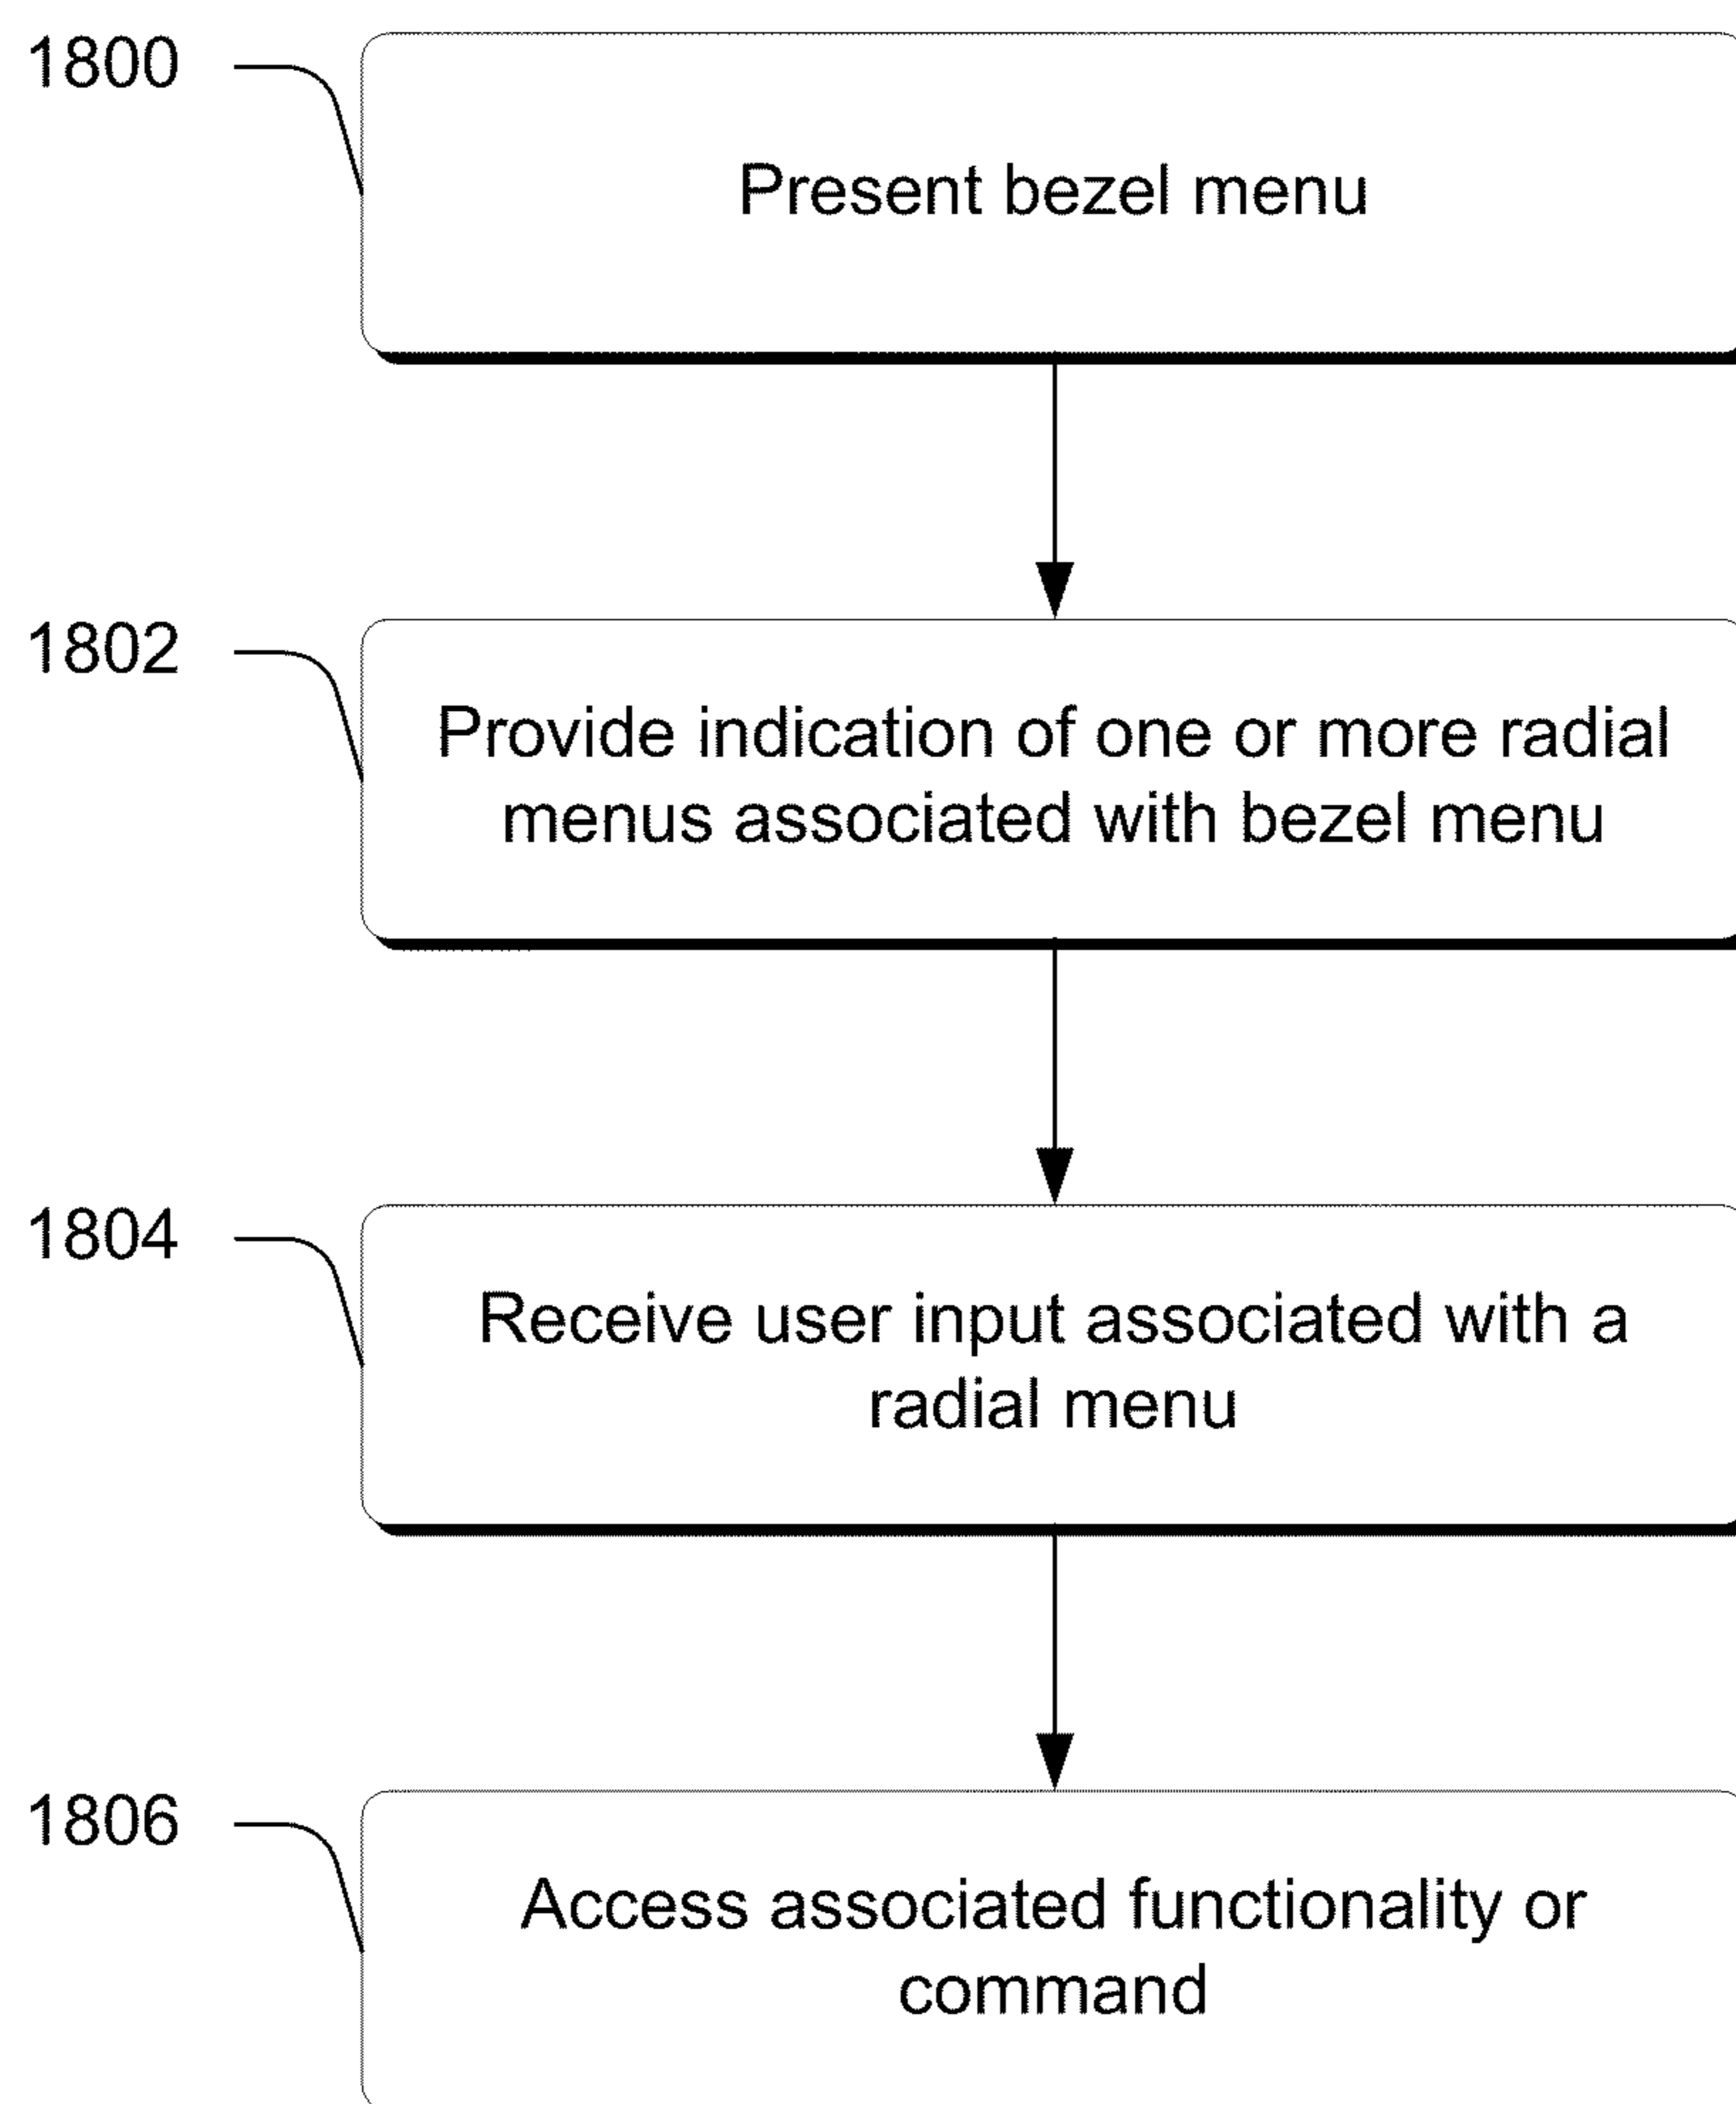 1800
Present bezel menu
1802
Provide indication of one or more radial
menus associated with bezel menu
1804
Receive user input associated with a
radial menu
1806
Access associated functionality or
command